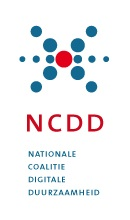 NCDD
NATIONALE
COALITIE
DIGITALE
DUURZAAMHEID